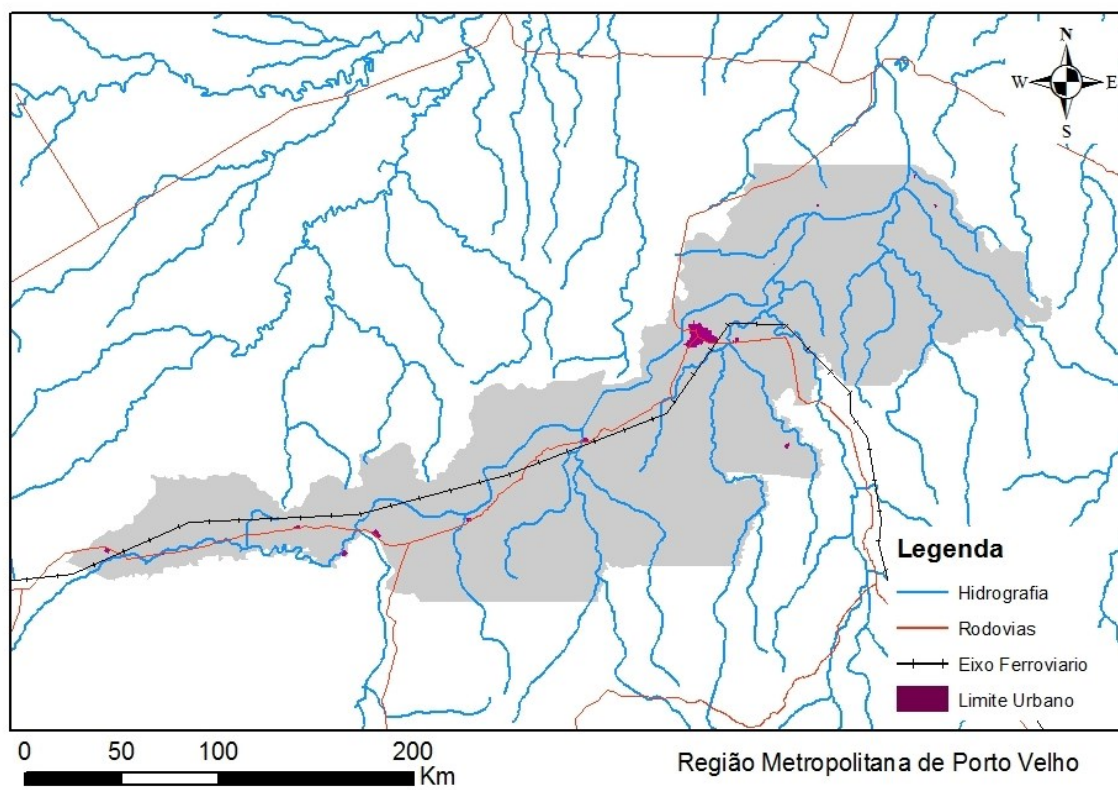 N
W E
S
Legenda
Hidrografia
Rodovias
Eixo Ferroviario
Limite Urbano
0 50 100 200
Km
Região Metropolitana de Porto Velho